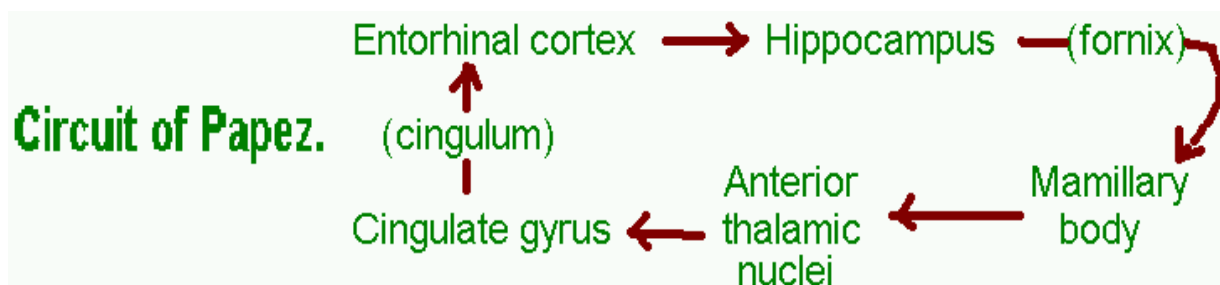 Entorhinal cortex Hippocampus (fornix)
Circuit of Papez.
(cingulum)
Mamillary
body
Anterior
thalamic
nuclei
Cingulate gyrus